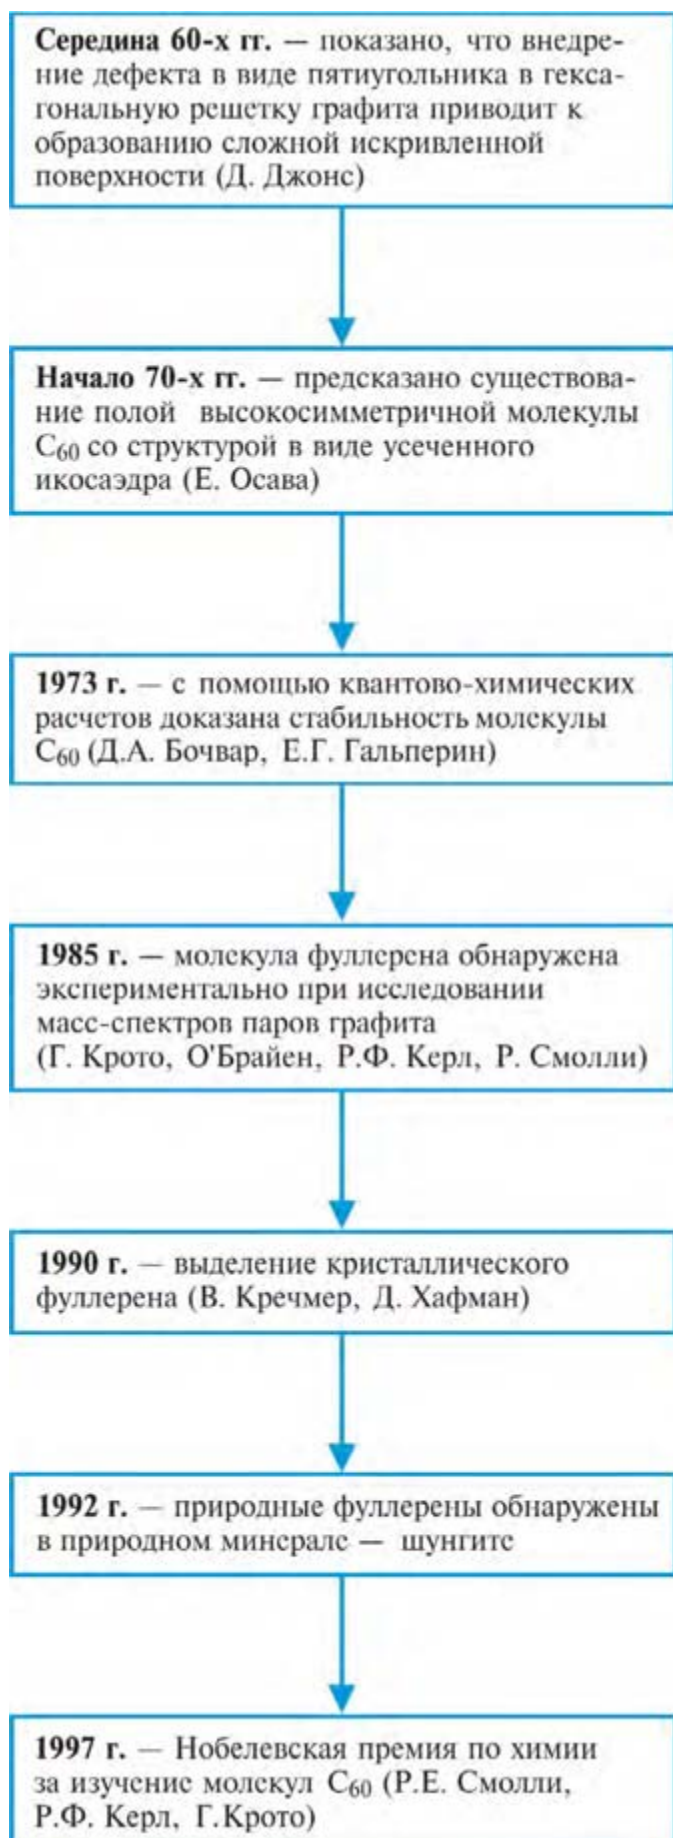 Середина 60-х гг. — показано, что внедре-
ние дефекта в виде пятиугольника в гекса-
гональную решетку графита приводит к
образованию сложной искривленной
поверхности (Д. Джонс)
Начало 70-х гг. — предсказано существова-
ние полой высокосимметричной молекулы
C₆₀ со структурой в виде усеченного
икосаэдра (Е. Осава)
1973 г. — с помощью квантово-химических
расчетов доказана стабильность молекулы
C₆₀ (Д.А. Бочвар, Е.Г. Гальперин)
1985 г. — молекула фуллерена обнаружена
экспериментально при исследовании
масс-спектров паров графита
(Г. Крото, О'Брайен, Р.Ф. Керл, Р. Смолли)
1990 г. — выделение кристаллического
фуллерена (В. Кречмер, Д. Хафман)
1992 г. — природные фуллерены обнаружены
в природном минерале — шунгите
1997 г. — Нобелевская премия по химии
за изучение молекул C₆₀ (Р.Е. Смолли,
Р.Ф. Керл, Г.Крото)